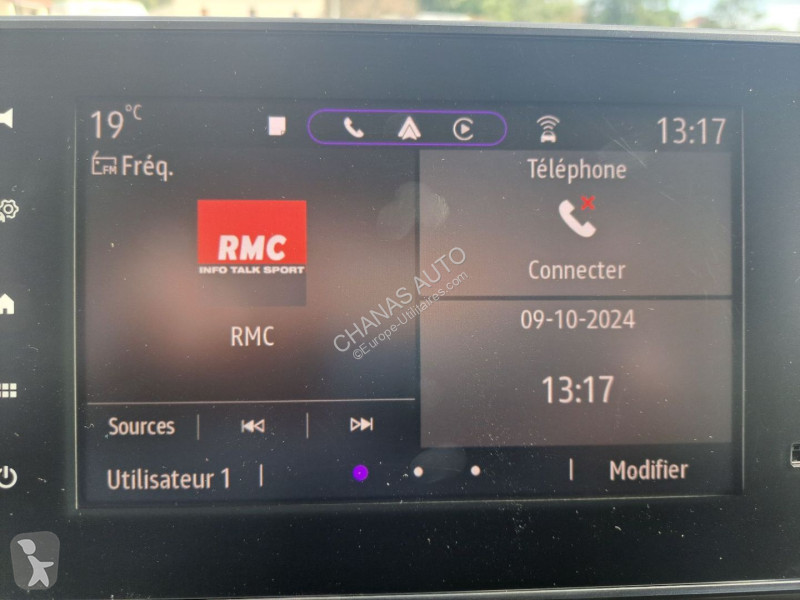 19°C
13:17
FM Fréq.
RMC
INFO TALK SPORT
RMC
Téléphone
Connecter
09-10-2024
13:17
Sources
Utilisateur 1
Modifier
CHANAS AUTO
©Europe-Utilitaires.com